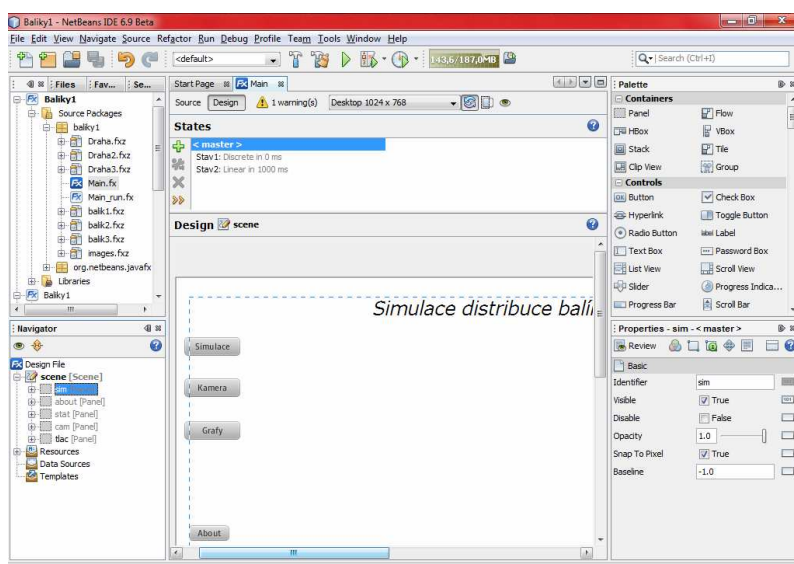 Baliky1 - NetBeans IDE 6.9 Beta
File Edit View Navigate Source Refactor Run Debug Profile Team Tools Window Help
<default>
143,6/187,0MB
Search (Ctrl+I)
Files Fav... Se...
Baliky1
Source Packages
baliky1
Draha.fxz
Draha2.fxz
Draha3.fxz
Main.fx
Main_run.fx
balik1.fxz
balik2.fxz
balik3.fxz
images.fxz
org.netbeans.javafx
Libraries
Baliky1
Navigator
Design File
scene [Scene]
sim
about [Panel]
stat [Panel]
cam [Panel]
tlac [Panel]
Resources
Data Sources
Templates
Start Page Main
Source Design 1 warning(s) Desktop 1024 x 768
States
< master >
Stav1: Discrete in 0 ms
Stav2: Linear in 1000 ms
Design scene
Simulace distribuce balí
Simulace
Kamera
Grafy
About
Palette
Containers
Panel Flow
HBox VBox
Stack Tile
Clip View Group
Controls
Button Check Box
Hyperlink Toggle Button
Radio Button Label
Text Box Password Box
List View Scroll View
Slider Progress Indica...
Progress Bar Scroll Bar
Properties - sim - < master >
Review
Basic
Identifier sim
Visible True
Disable False
Opacity 1.0
Snap To Pixel True
Baseline -1.0